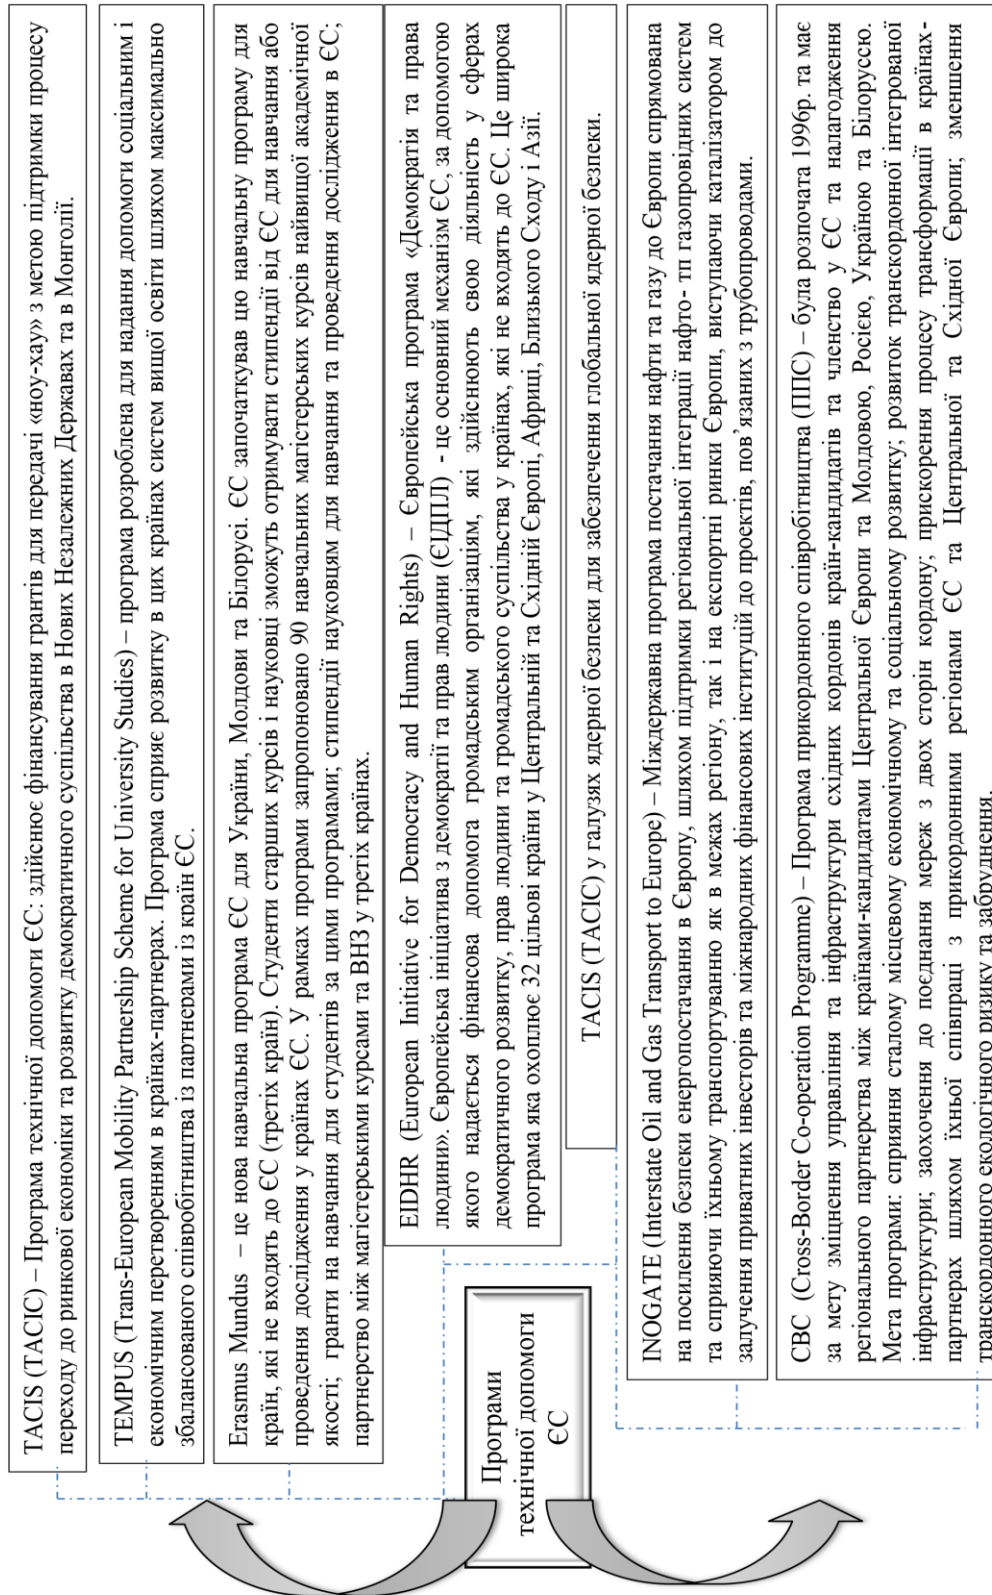 TACIS (ТАСІС) – Програма технічної допомоги ЄС: здійснює фінансування грантів для передачі «ноу-хау» з метою підтримки процесу
переходу до ринкової економіки та розвитку демократичного суспільства в Нових Незалежних Державах та в Монголії.
TEMPUS (Trans-European Mobility Partnership Scheme for University Studies) – програма розроблена для надання допомоги соціальним і
економічним перетворенням в країнах-партнерах. Програма сприяє розвитку в цих країнах систем вищої освіти шляхом максимально
збалансованого співробітництва із партнерами із країн ЄС.
Erasmus Mundus – це нова навчальна програма ЄС для України, Молдови та Білорусі. ЄС започаткував цю навчальну програму для
країн, які не входять до ЄС (третіх країн). Студенти старших курсів і науковці зможуть отримувати стипендії від ЄС для навчання або
проведення дослідження у країнах ЄС. У рамках програми запропоновано 90 навчальних магістерських курсів найвищої академічної
якості; гранти на навчання для студентів за цими програмами; стипендії науковцям для навчання та проведення дослідження в ЄС;
партнерство між магістерськими курсами та ВНЗ у третіх країнах.
EIDHR (European Initiative for Democracy and Human Rights) – Європейська програма «Демократія та права
людини». Європейська ініціатива з демократії та прав людини (ЄІДПЛ) - це основний механізм ЄС, за допомогою
якого надається фінансова допомога громадським організаціям, які здійснюють свою діяльність у сферах
демократичного розвитку, прав людини та громадського суспільства у країнах, які не входять до ЄС. Це широка
програма яка охоплює 32 цільові країни у Центральній та Східній Європі, Африці, Близького Сходу і Азії.
TACIS (ТАСІС) у галузях ядерної безпеки для забезпечення глобальної ядерної безпеки.
Програми
технічної допомоги
ЄС
INOGATE (Interstate Oil and Gas Transport to Europe) – Міждержавна програма постачання нафти та газу до Європи спрямована
на посилення безпеки енергопостачання в Європу, шляхом підтримки регіональної інтеграції нафто- тп газопровідних систем
та сприяючи їхньому транспортуванню як в межах регіону, так і на експортні ринки Європи, виступаючи каталізатором до
залучення приватних інвесторів та міжнародних фінансових інституцій до проектів, пов’язаних з трубопроводами.
CBC (Cross-Border Co-operation Programme) – Програма прикордонного співробітництва (ППС) – була розпочата 1996р. та має
за мету зміцнення управління та інфраструктури східних кордонів країн-кандидатів та членство у ЄС та налагодження
регіонального партнерства між країнами-кандидатами Центральної Європи та Молдовою, Росією, Україною та Білоруссю.
Мета програми: сприяння сталому місцевому економічному та соціальному розвитку; розвиток транскордонної інтегрованої
інфраструктури; заохочення до поєднання мереж з двох сторін кордону; прискорення процесу трансформації в країнах-
партнерах шляхом їхньої співпраці з прикордонними регіонами ЄС та Центральної та Східної Європи; зменшення
транскордонного екологічного ризику та забруднення.